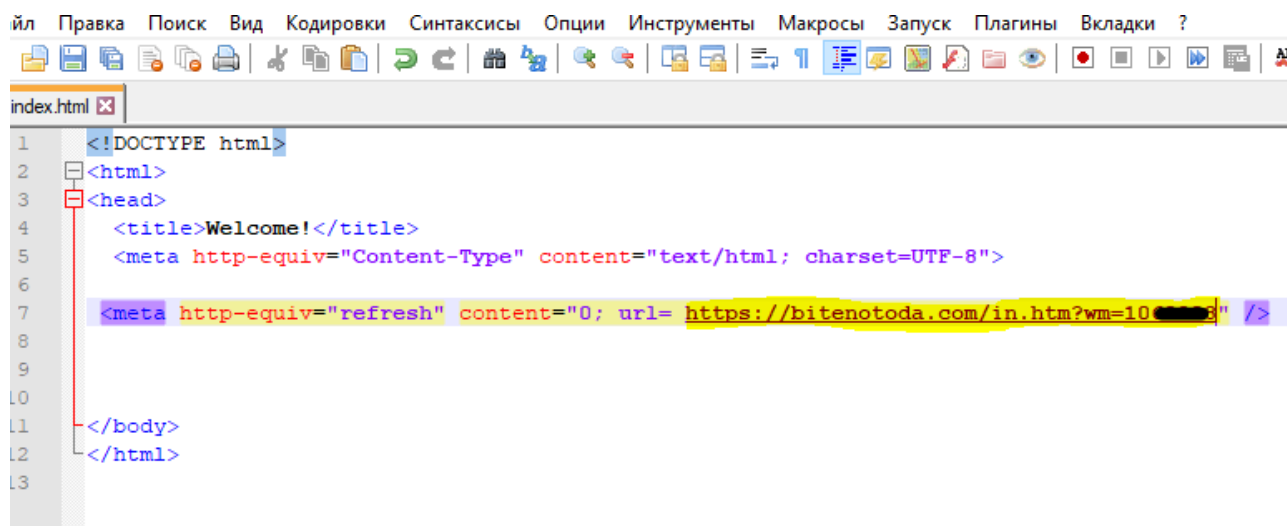 йл Правка Поиск Вид Кодировки Синтаксисы Опции Инструменты Макросы Запуск Плагины Вкладки ?
index.html
1 <!DOCTYPE html>
2 <html>
3 <head>
4 <title>Welcome!</title>
5 <meta http-equiv="Content-Type" content="text/html; charset=UTF-8">
6
7 <meta http-equiv="refresh" content="0; url= https://bitenotoda.com/in.htm?wm=10 8" />
8
9
10
11 </body>
12 </html>
13